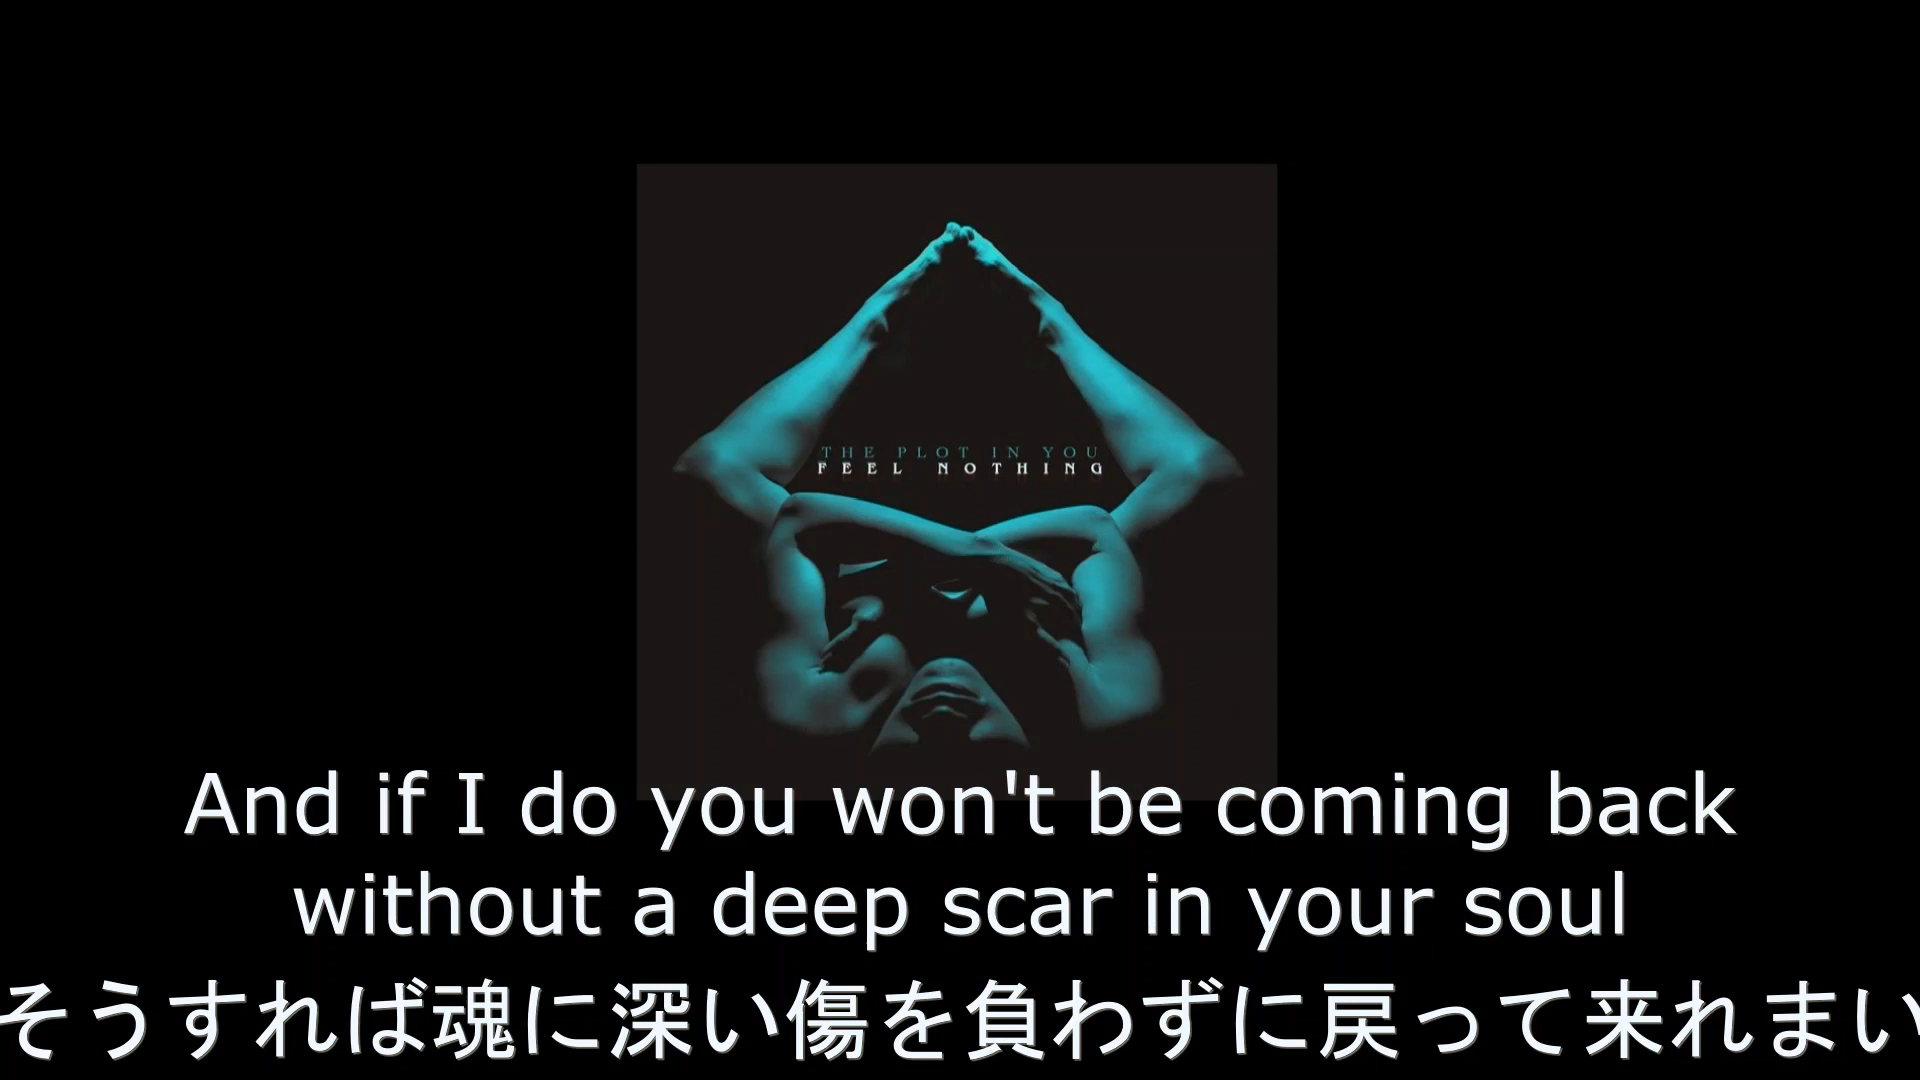 THE PLOT IN YOU
FEEL NOTHING
And if I do you won't be coming back
without a deep scar in your soul
そうすれば魂に深い傷を負わずに戻って来れまい